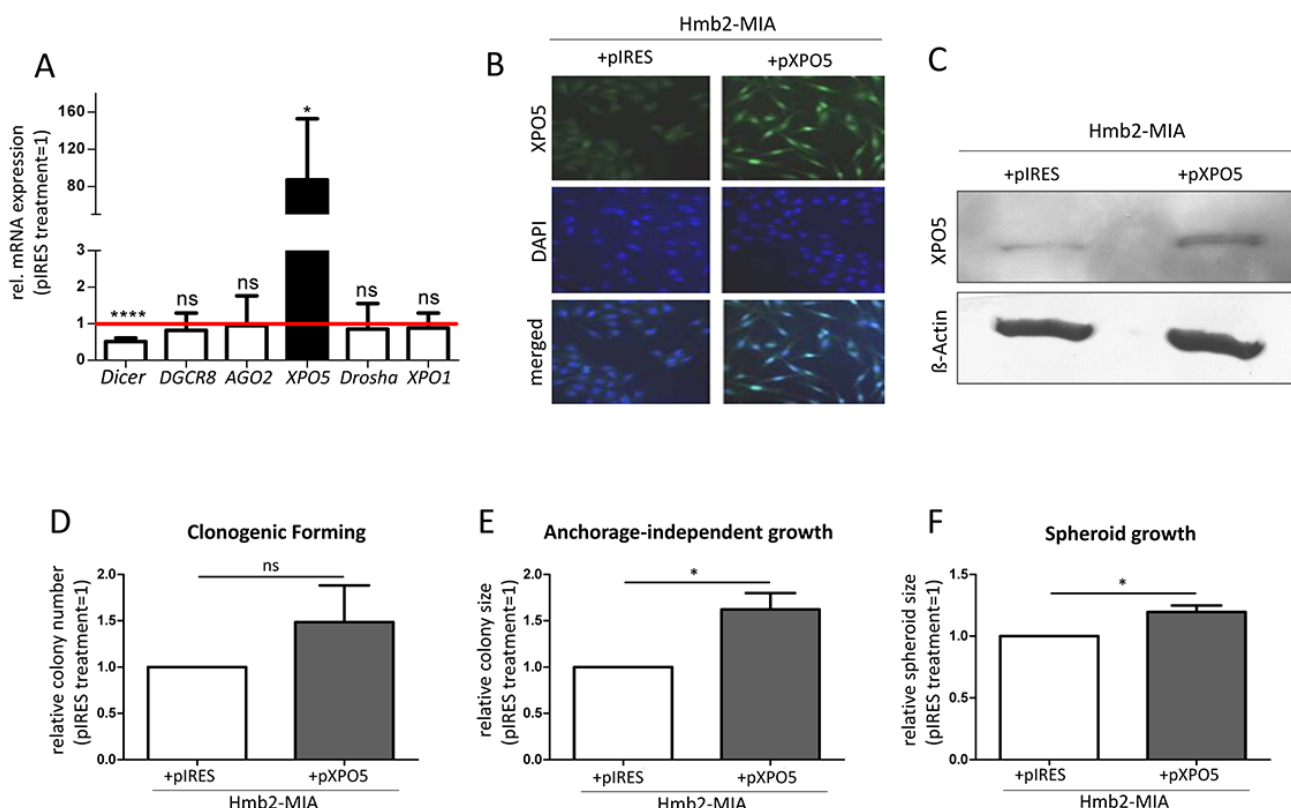 A
rel. mRNA expression
(pIRES treatment=1)
160
120
80
3
2
1
0
****
ns
ns
*
ns
ns
Dicer
DGCR8
AGO2
XPO5
Drosha
XPO1
B
Hmb2-MIA
+pIRES
+pXPO5
XPO5
DAPI
merged
C
Hmb2-MIA
+pIRES
+pXPO5
XPO5
ß-Actin
D
Clonogenic Forming
relative colony number
(pIRES treatment=1)
2.0
1.5
1.0
0.5
0.0
ns
+pIRES
+pXPO5
Hmb2-MIA
E
Anchorage-independent growth
relative colony size
(pIRES treatment=1)
2.0
1.5
1.0
0.5
0.0
*
+pIRES
+pXPO5
Hmb2-MIA
F
Spheroid growth
relative spheroid size
(pIRES treatment=1)
1.5
1.0
0.5
0.0
*
+pIRES
+pXPO5
Hmb2-MIA